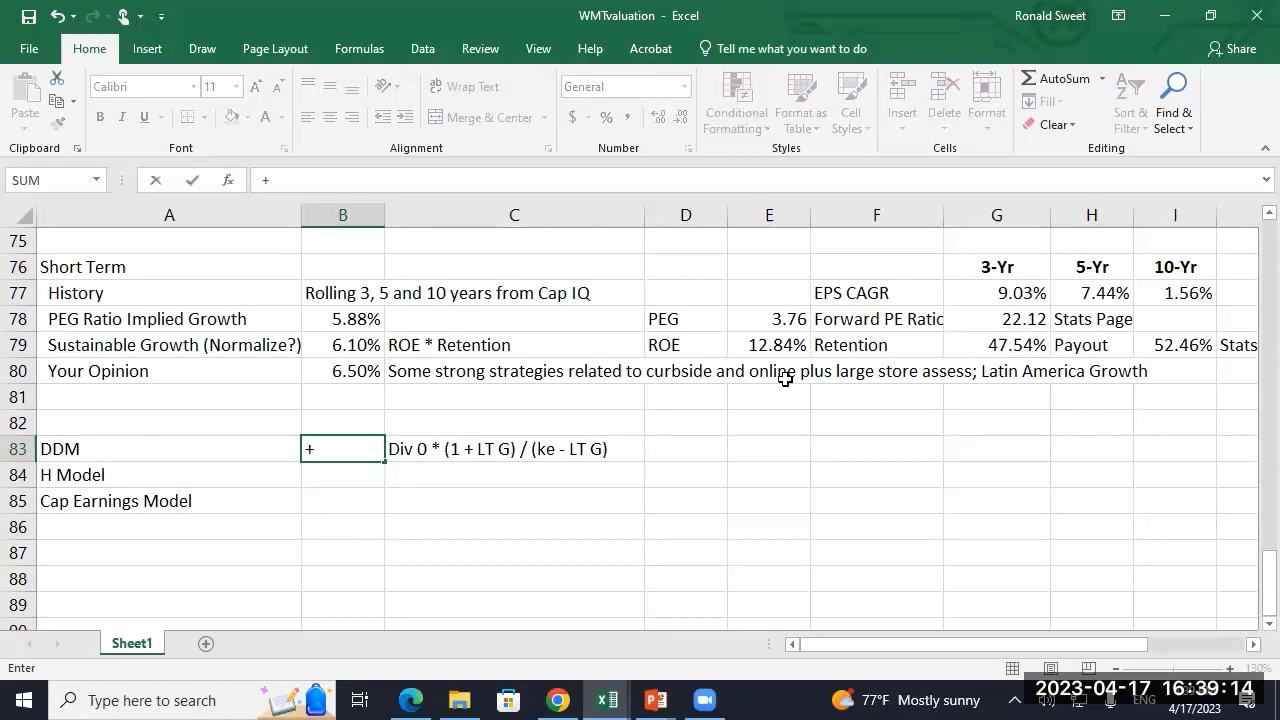 WMTvaluation - Excel
Ronald Sweet
File Home Insert Draw Page Layout Formulas Data Review View Help Acrobat Tell me what you want to do Share
Paste
Calibri 11
B I U
Wrap Text
Merge & Center
General
$ % ,
Conditional Formatting
Format as Table
Cell Styles
Insert Delete Format
AutoSum
Fill
Clear
Sort & Filter
Find & Select
Clipboard Font Alignment Number Styles Cells Editing
SUM fx +
A B C D E F G H I
75
76 Short Term 3-Yr 5-Yr 10-Yr
77 History Rolling 3, 5 and 10 years from Cap IQ EPS CAGR 9.03% 7.44% 1.56%
78 PEG Ratio Implied Growth 5.88% PEG 3.76 Forward PE Ratio 22.12 Stats Page
79 Sustainable Growth (Normalize?) 6.10% ROE * Retention ROE 12.84% Retention 47.54% Payout 52.46% Stats
80 Your Opinion 6.50% Some strong strategies related to curbside and online plus large store assess; Latin America Growth
81
82
83 DDM + Div 0 * (1 + LT G) / (ke - LT G)
84 H Model
85 Cap Earnings Model
86
87
88
89
90
Sheet1
Enter 130%
Type here to search
77°F Mostly sunny
ENG
2023-04-17 16:39:14
4/17/2023